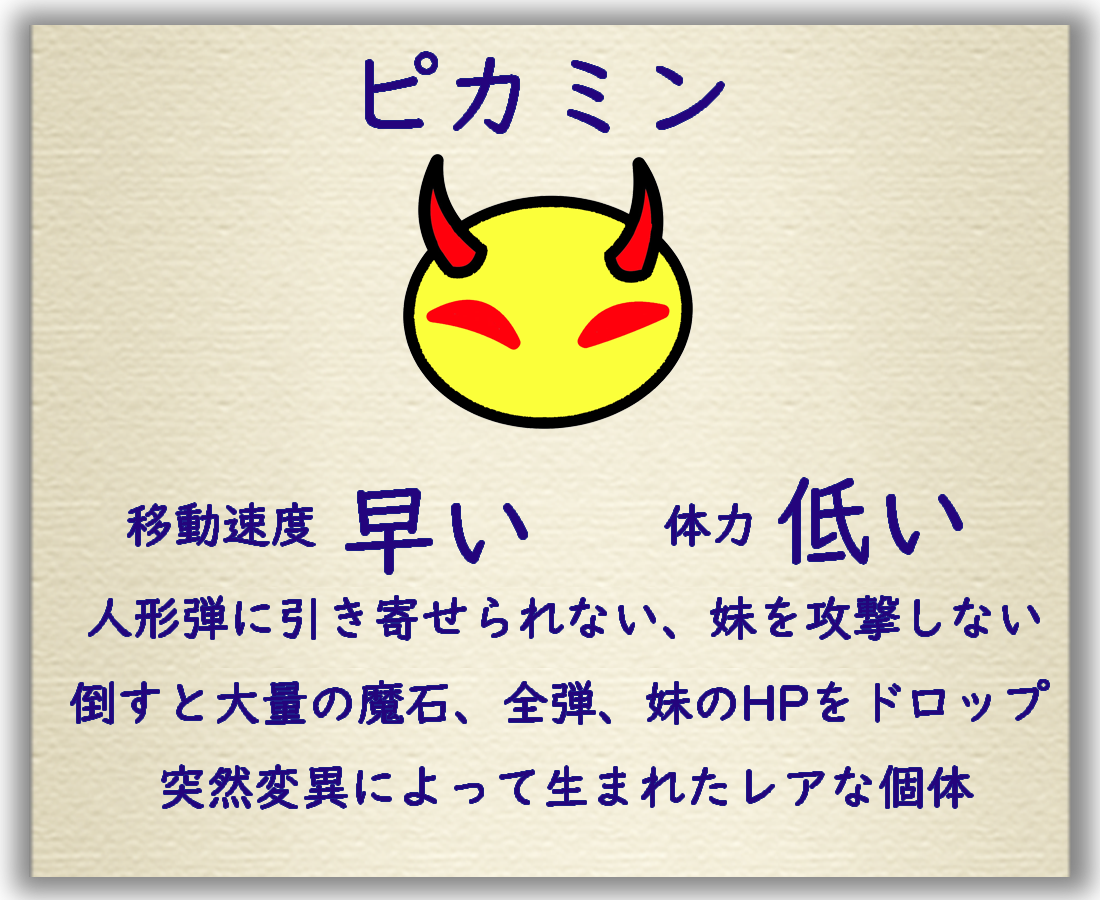 ピカミン
移動速度 早い 体力 低い
人形弾に引き寄せられない、妹を攻撃しない
倒すと大量の魔石、全弾、妹のHPをドロップ
突然変異によって生まれたレアな個体